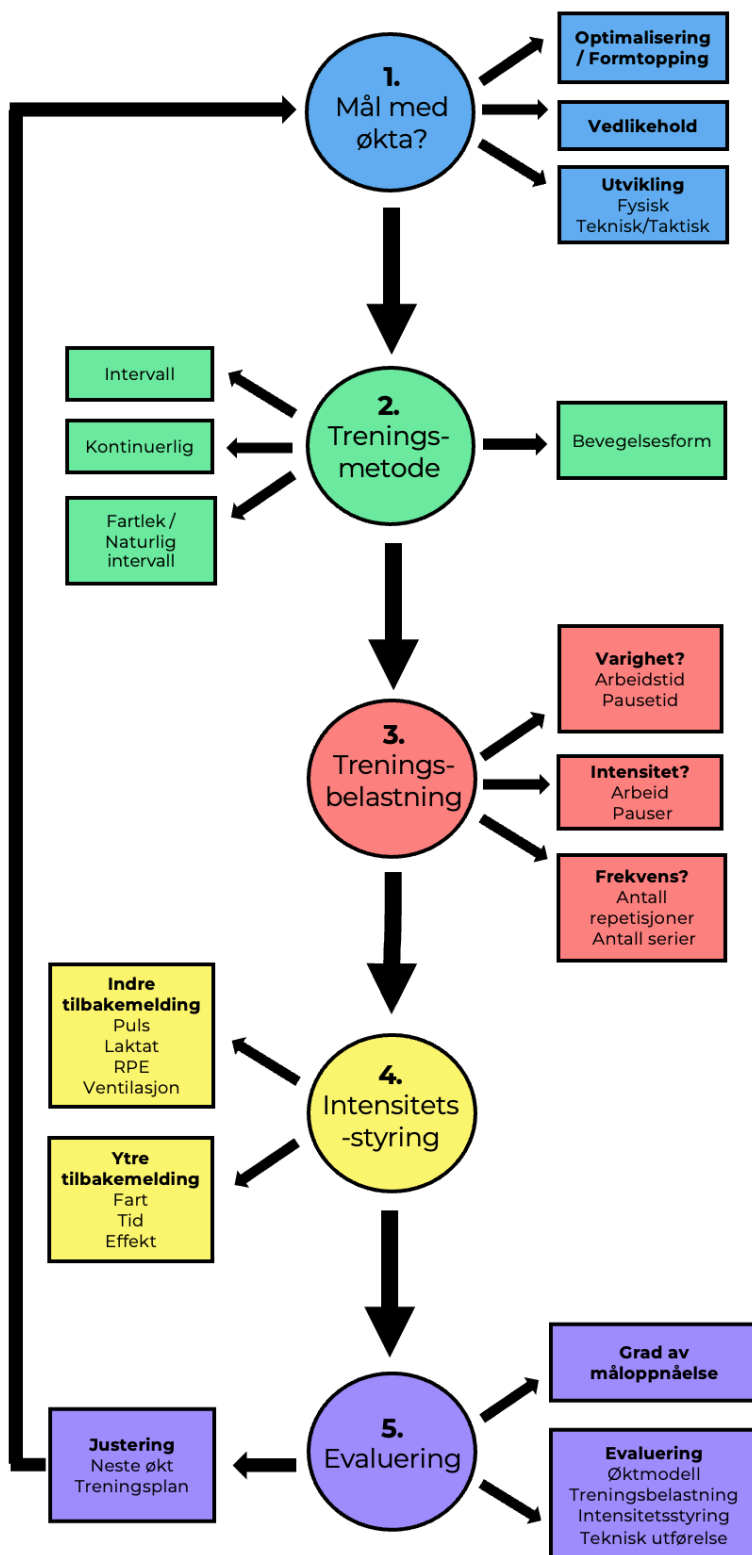 1.
Mål med
økta?
Optimalisering
/ Formtopping
Vedlikehold
Utvikling
Fysisk
Teknisk/Taktisk
2.
Trenings-
metode
Intervall
Kontinuerlig
Fartlek /
Naturlig
intervall
Bevegelsesform
3.
Trenings-
belastning
Varighet?
Arbeidstid
Pausetid
Intensitet?
Arbeid
Pauser
Frekvens?
Antall
repetisjoner
Antall serier
4.
Intensitets
-styring
Indre
tilbakemelding
Puls
Laktat
RPE
Ventilasjon
Ytre
tilbakemelding
Fart
Tid
Effekt
5.
Evaluering
Grad av
måloppnåelse
Evaluering
Øktmodell
Treningsbelastning
Intensitetsstyring
Teknisk utførelse
Justering
Neste økt
Treningsplan